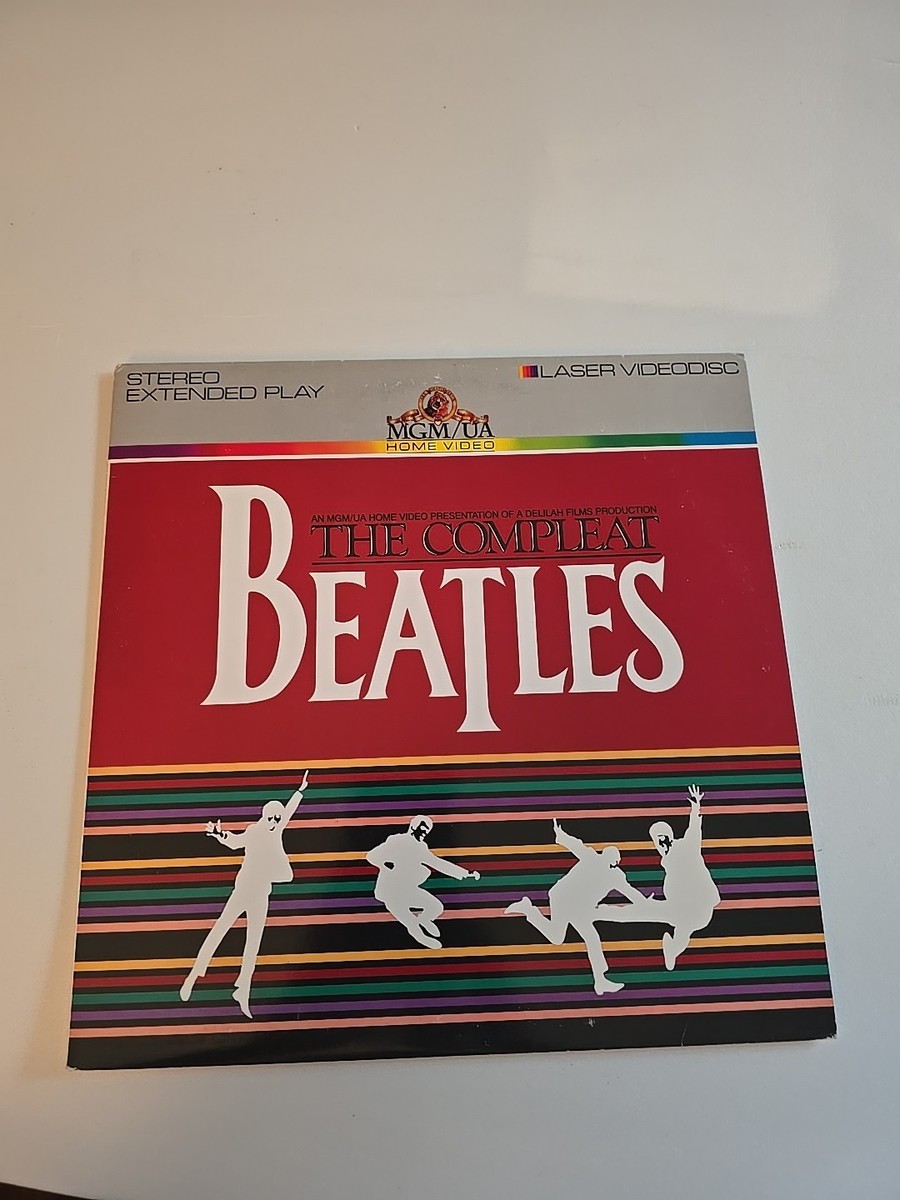 STEREO
EXTENDED PLAY
LASER VIDEODISC
MGM/UA
HOME VIDEO
AN MGM/UA HOME VIDEO PRESENTATION OF A DELILAH FILMS PRODUCTION
THE COMPLEAT
BEATLES